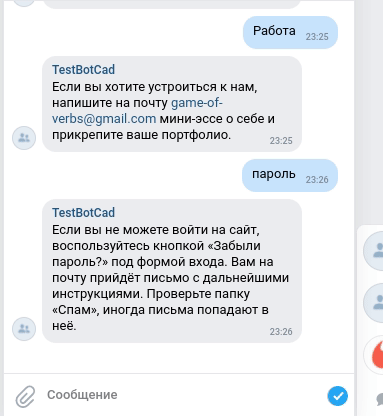 Работа 23:25
TestBotCad
Если вы хотите устроиться к нам,
напишите на почту game-of-
verbs@gmail.com мини-эссе о себе и
прикрепите ваше портфолио.
23:25
пароль 23:26
TestBotCad
Если вы не можете войти на сайт,
воспользуйтесь кнопкой «Забыли
пароль?» под формой входа. Вам на
почту прийдёт письмо с дальнейшими
инструкциями. Проверьте папку
«Спам», иногда письма попадают в
неё.
23:26
Сообщение